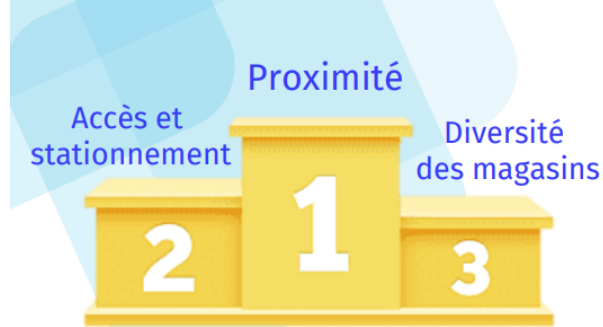 Proximité
Accès et
stationnement
Diversité
des magasins
1
2
3